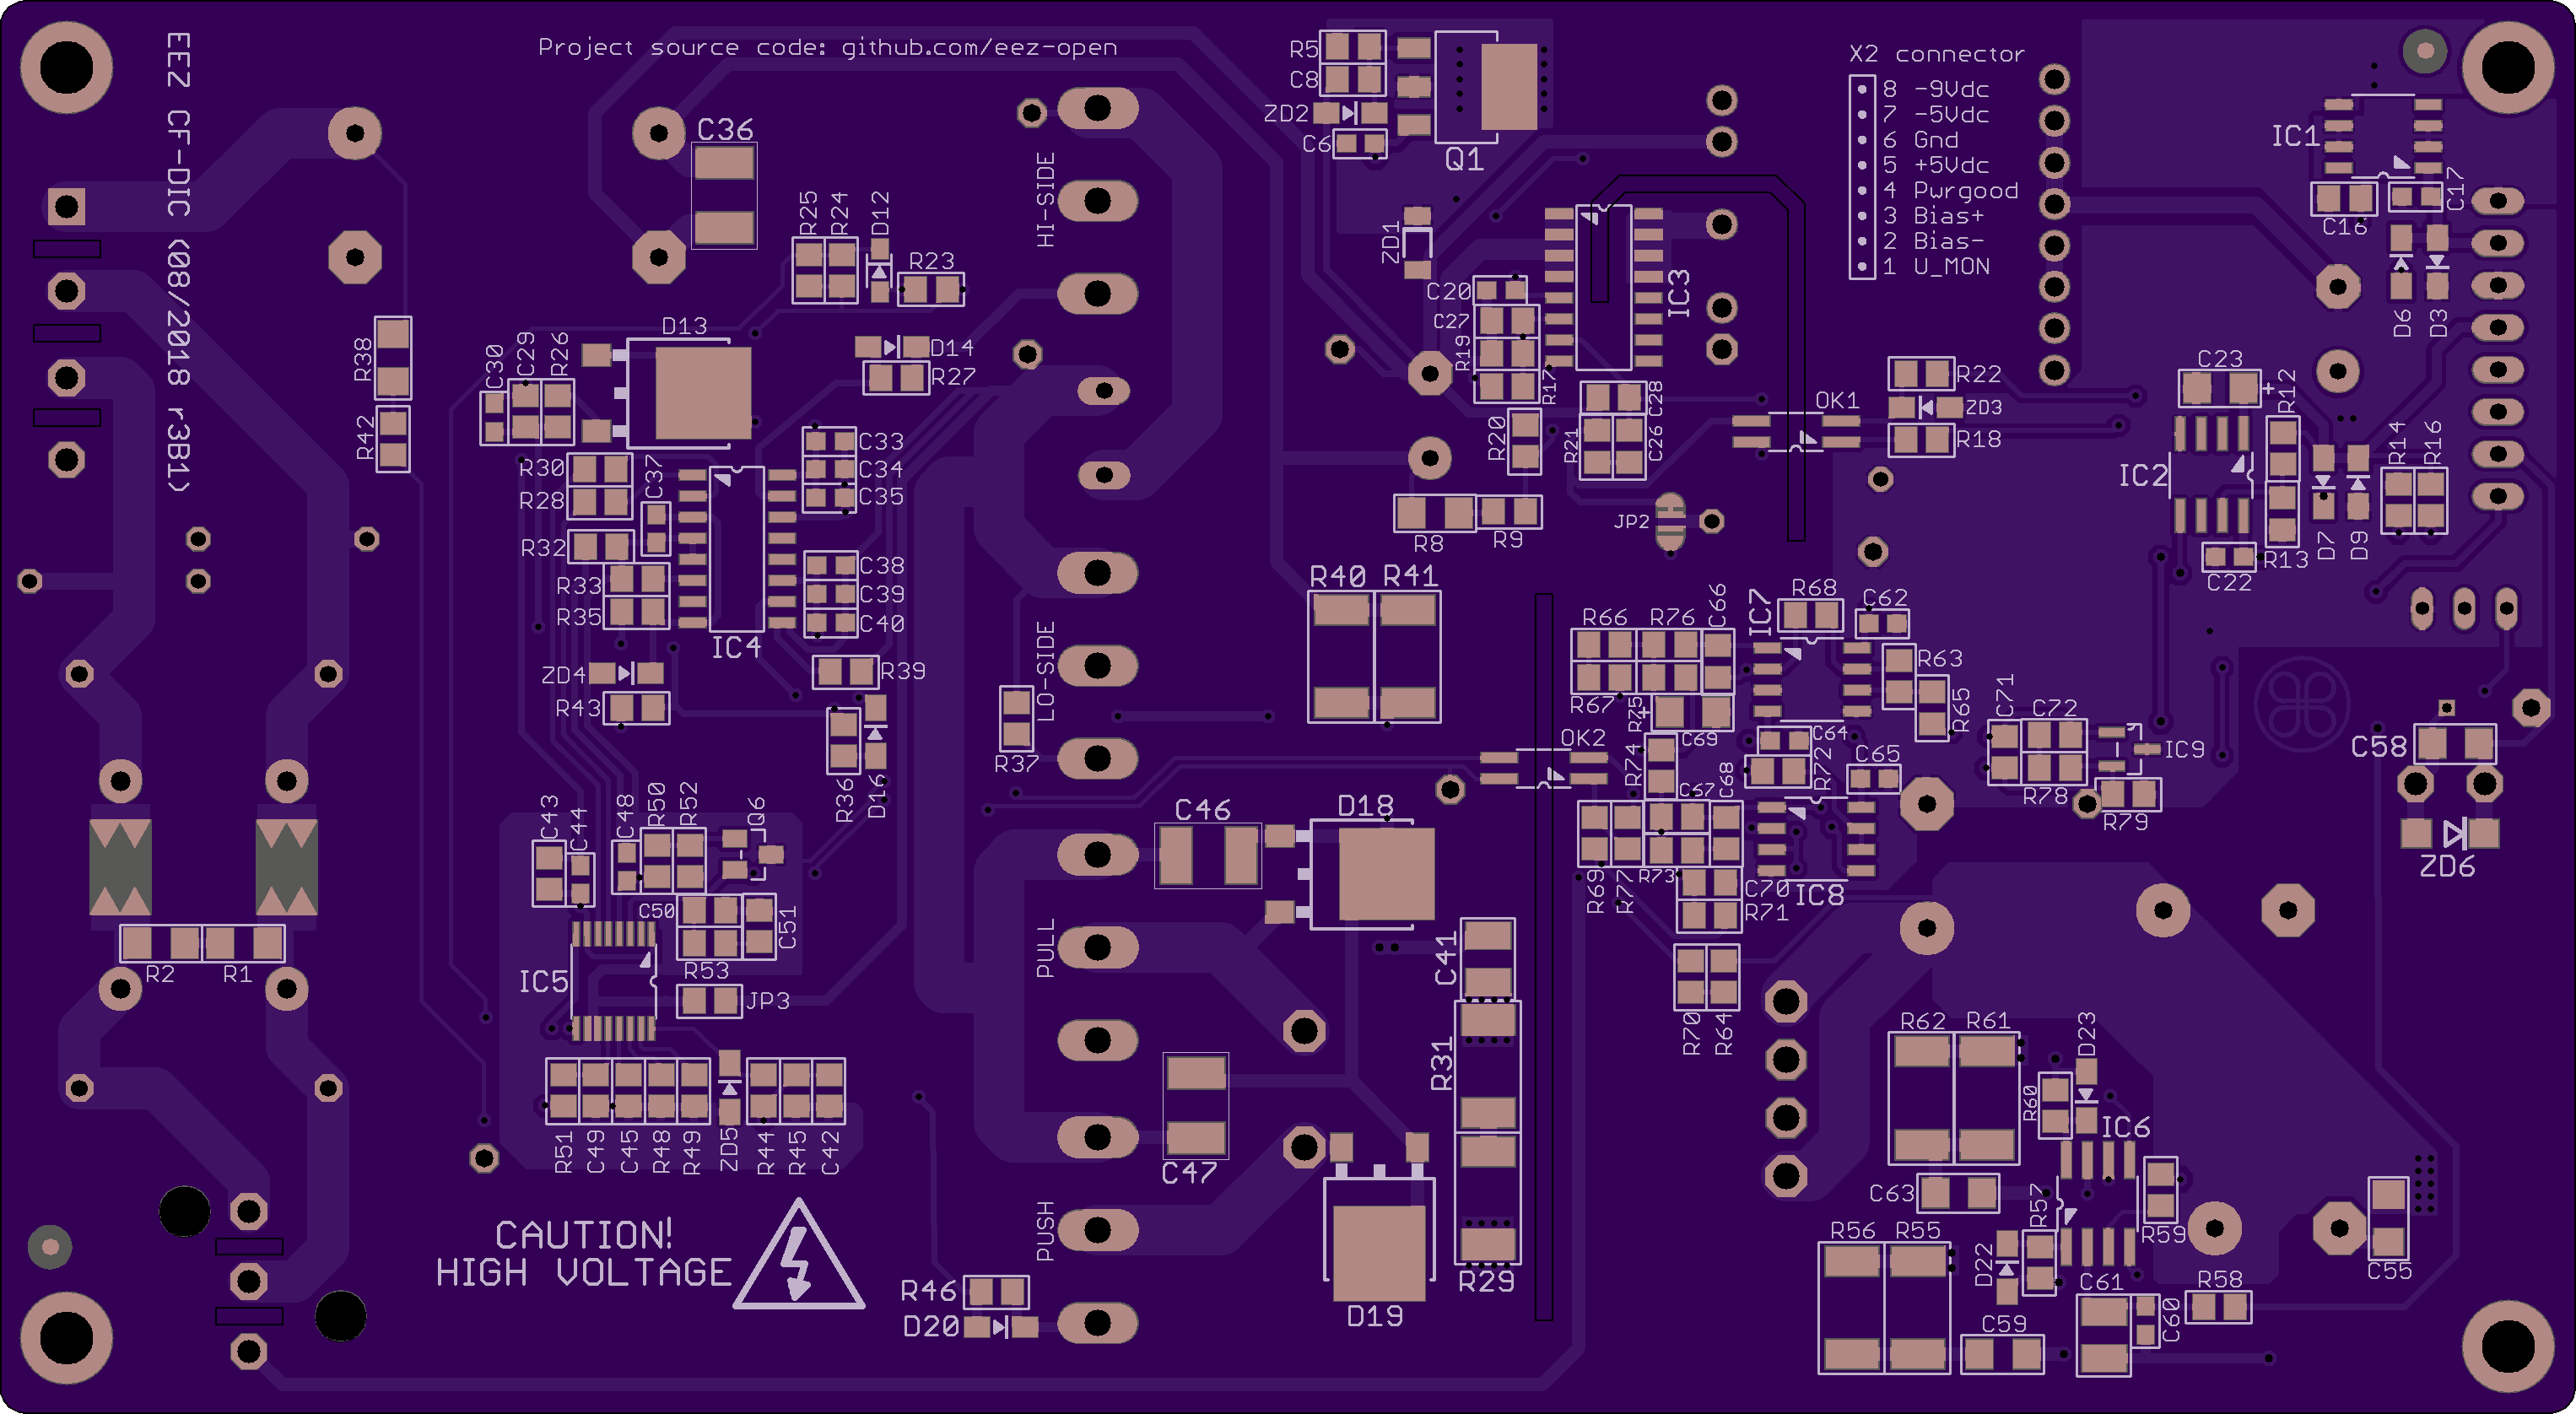 Project source code: github.com/eez-open
EEZ CF-DIC (08/2018 r3B1)
X2 connector
8 -9Vdc
7 -5Vdc
6 Gnd
5 +5Vdc
4 Pwrgood
3 Bias+
2 Bias-
1 U_MON
R5
C8
ZD2
C6
Q1
IC1
C16
C17
D6
D3
C36
HI-SIDE
R25
R24
D12
R23
ZD1
C20
C27
R19
R17
IC3
D13
D14
R27
R38
R42
C30
C29
R26
R20
R21
C28
C26
OK1
R22
ZD3
R18
C23
+
R12
IC2
R14
R16
R13
D7
D9
C22
R30
R28
C37
R32
R33
R35
IC4
C33
C34
C35
C38
C39
C40
R8
R9
JP2
R40
R41
ZD4
R43
R39
R36
D16
R37
LO-SIDE
R66
R76
C66
R67
R75
+
C69
IC7
R68
C62
R63
R65
C64
R72
C65
R74
C67
C68
OK2
C71
C72
R78
IC9
R79
C58
ZD6
C43
C44
C48
R50
R52
Q6
C50
C51
R53
IC5
JP3
C46
D18
R69
R77
R73
C70
R71
IC8
R70
R64
PULL
C41
R31
R29
R2
R1
R51
C49
C45
R48
R49
ZD5
R44
R45
C42
C47
D19
PUSH
R62
R61
D23
R60
IC6
C63
R57
R59
R56
R55
D22
C61
C60
R58
C59
C55
CAUTION!
HIGH VOLTAGE
R46
D20